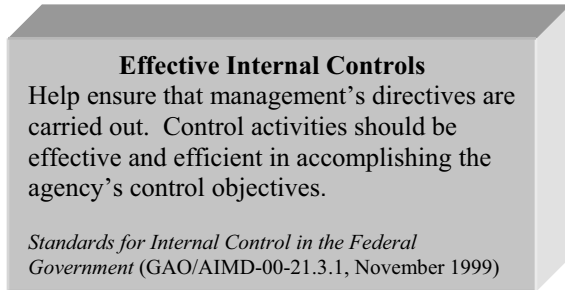 Effective Internal Controls
Help ensure that management's directives are
carried out.  Control activities should be
effective and efficient in accomplishing the
agency's control objectives.
Standards for Internal Control in the Federal
Government (GAO/AIMD-00-21.3.1, November 1999)